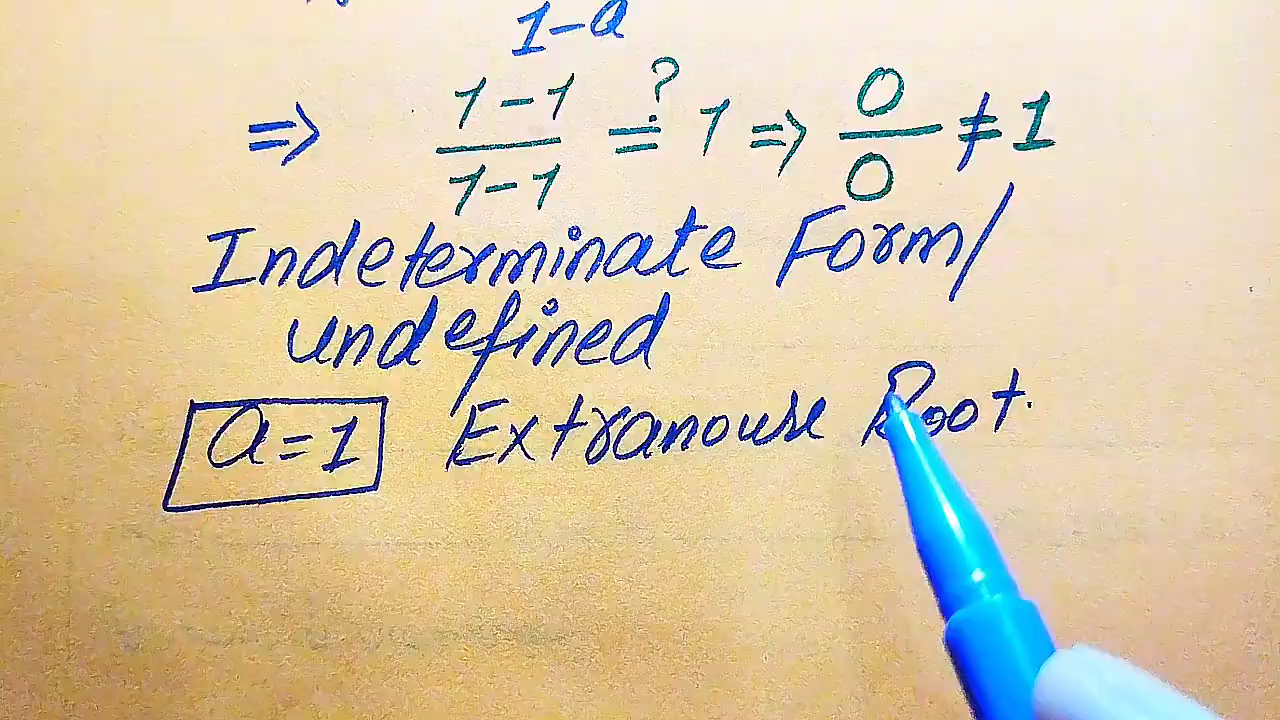 1-a
=> 1-1/1-1 ?= 1 => 0/0 ≠ 1
Indeterminate Form/
undefined
a=1 Extranouse Root.